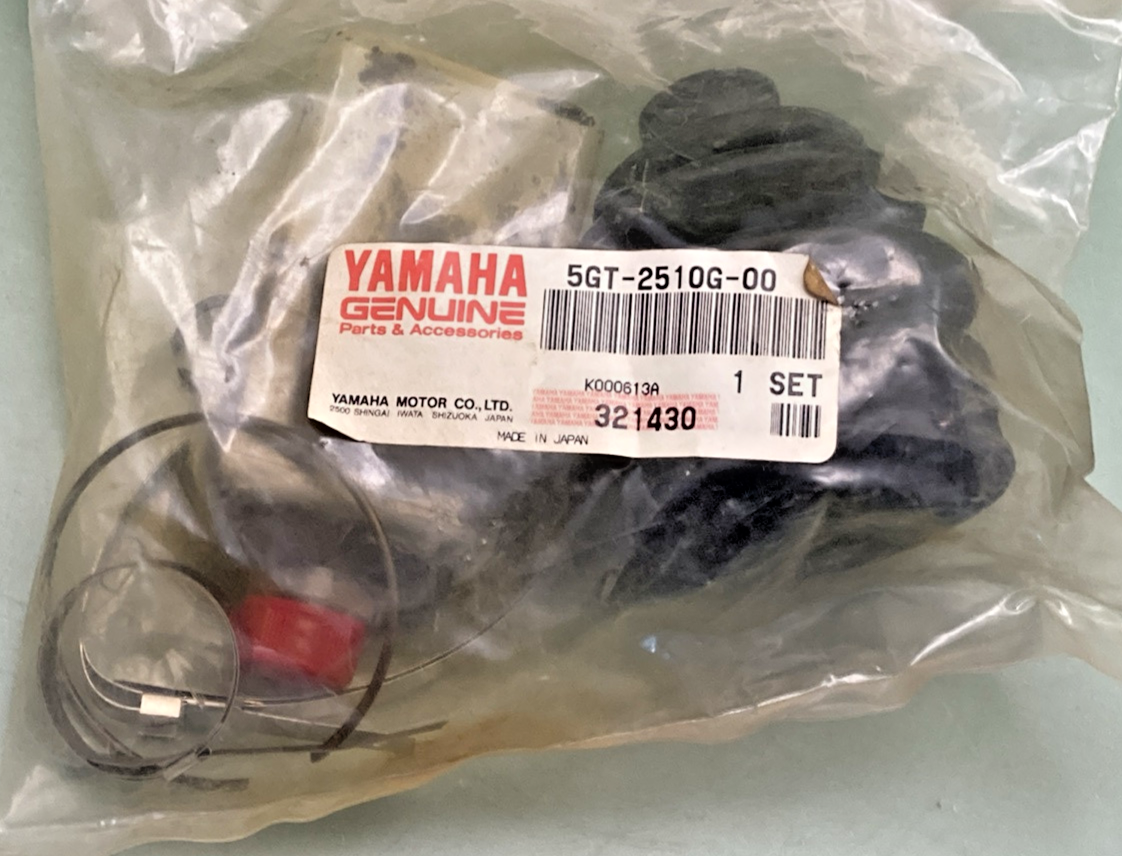 YAMAHA
GENUINE
Parts & Accessories
5GT-2510G-00
K000613A
1 SET
321430
YAMAHA MOTOR CO.,LTD.
2500 SHINGAI IWATA SHIZUOKA JAPAN
MADE IN JAPAN